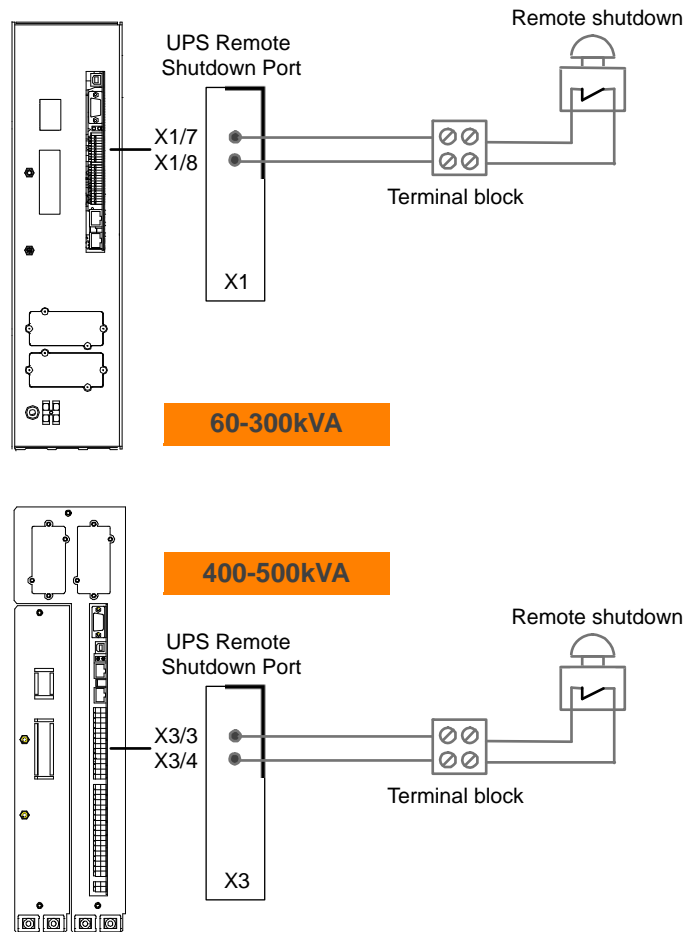 Remote shutdown
UPS Remote
Shutdown Port
X1/7
X1/8
Terminal block
X1
60-300kVA
400-500kVA
Remote shutdown
UPS Remote
Shutdown Port
X3/3
X3/4
Terminal block
X3